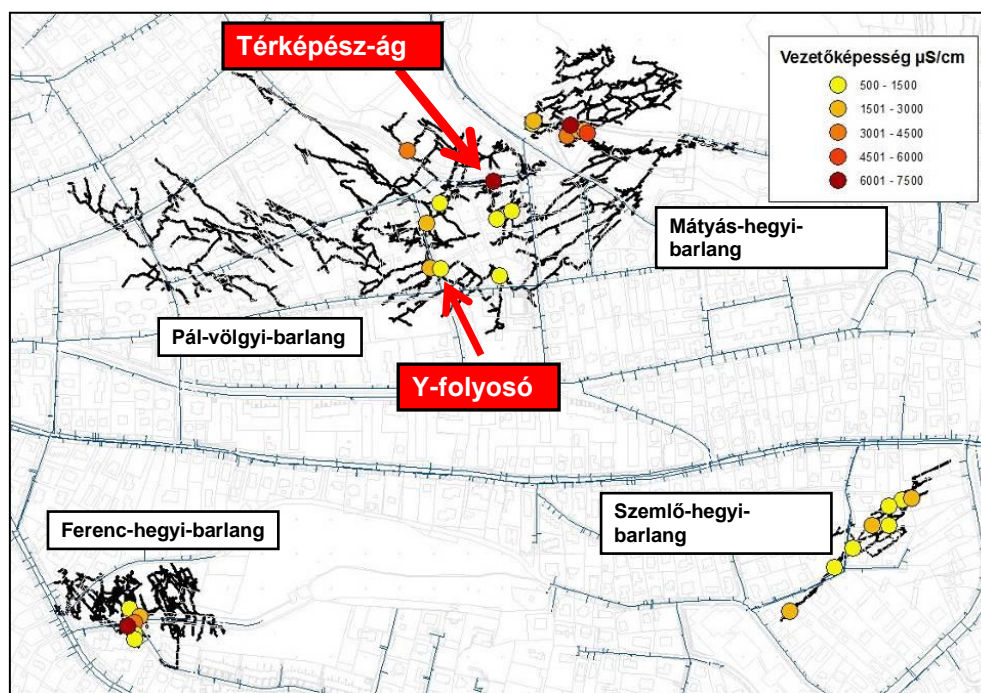 Térképész-ág
Vezetőképesség µS/cm
500 - 1500
1501 - 3000
3001 - 4500
4501 - 6000
6001 - 7500
Mátyás-hegyi-
barlang
Pál-völgyi-barlang
Y-folyosó
Ferenc-hegyi-barlang
Szemlő-hegyi-
barlang